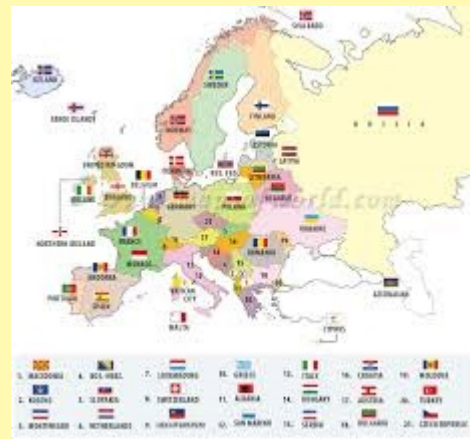 SVALBARD
ICELAND
SWEDEN
FAROE ISLANDS
NORWAY
FINLAND
RUSSIA
ESTONIA
LATVIA
UNITED KINGDOM
DENMARK
LITHUANIA
BELGIUM
IRELAND
GERMANY
POLAND
BELARUS
NORTHERN IRELAND
UKRAINE
FRANCE
ROMANIA
MONACO
ANDORRA
PORTUGAL
SPAIN
VATICAN CITY
AZERBAIJAN
MALTA
CYPRUS
1. MACEDONIA
4. BOS. HERZ.
7. LUXEMBOURG
10. GREECE
13. ITALY
16. CROATIA
19. MOLDOVA
2. KOSOVO
5. SLOVAKIA
8. SWITZERLAND
11. ALBANIA
14. HUNGARY
17. AUSTRIA
20. TURKEY
3. MONTENEGRO
6. NETHERLANDS
9. LIECHTENSTEIN
12. SAN MARINO
15. SERBIA
18. BULGARIA
21. CZECH REPUBLIC